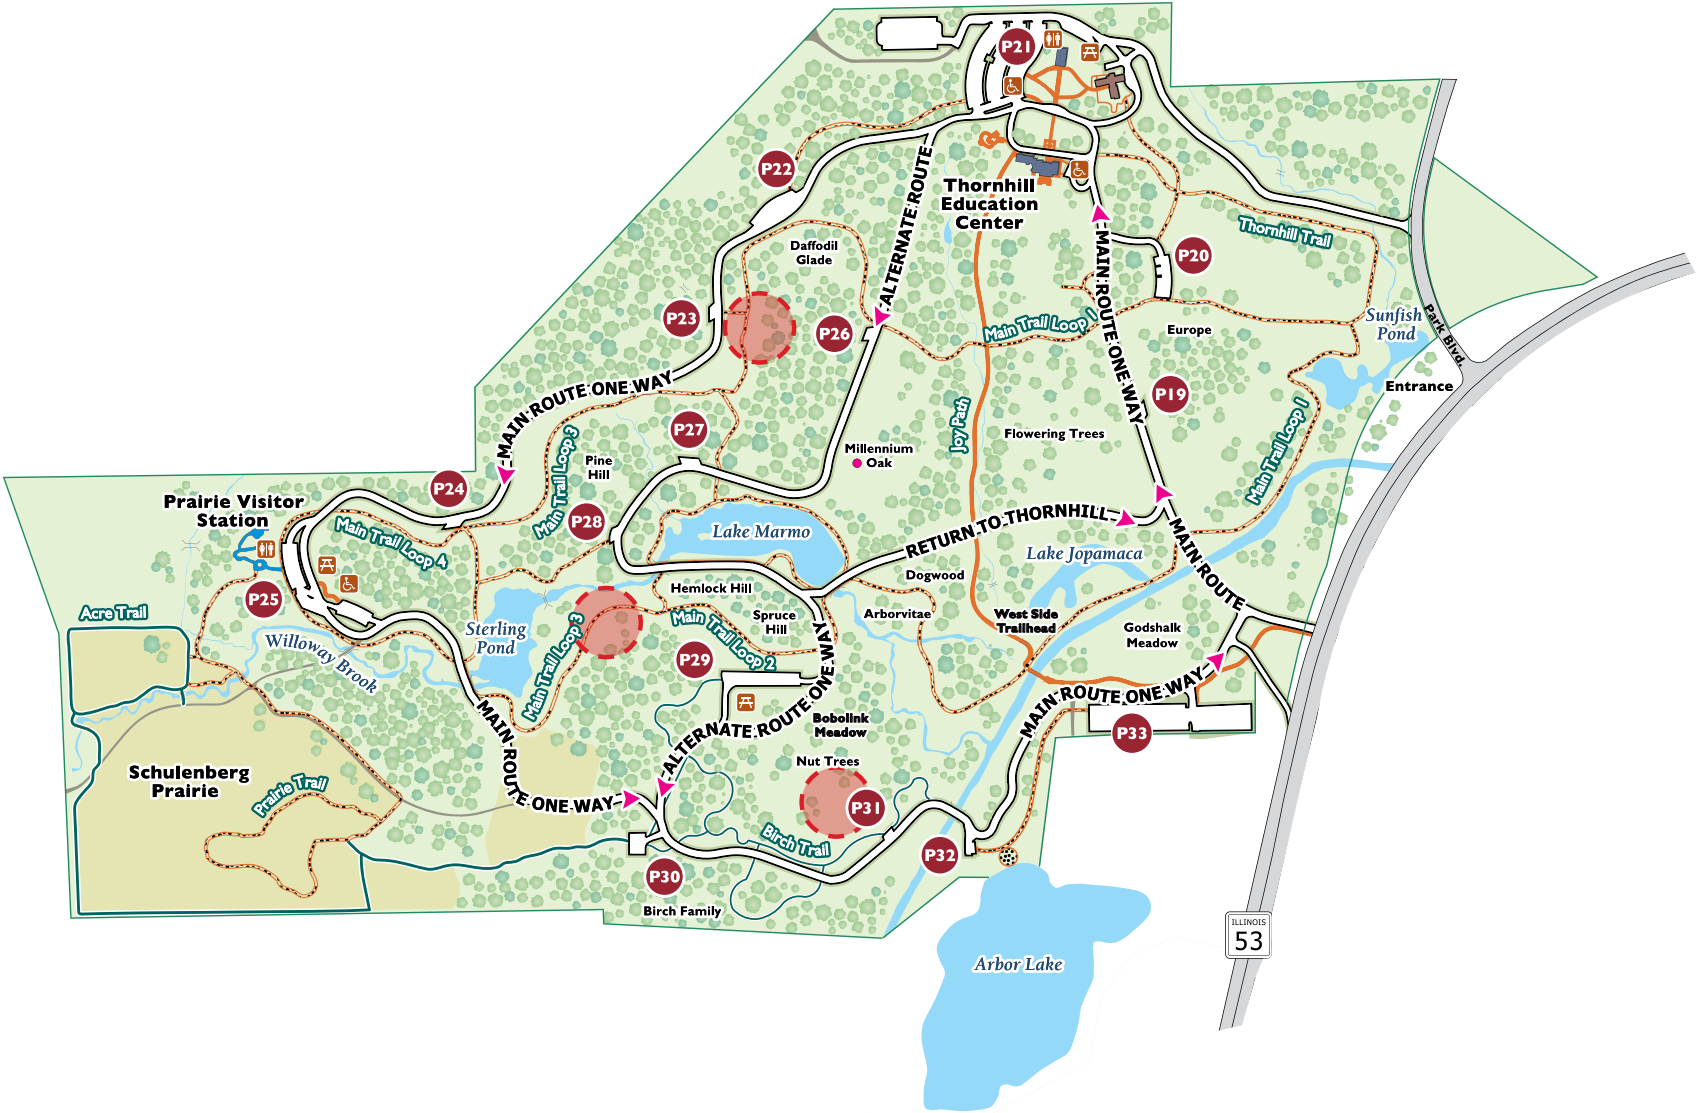 P21
P22
Thornhill
Education
Center
ALTERNATE ROUTE
Daffodil
Glade
Thornhill Trail
P20
MAIN ROUTE ONE WAY
P23
P26
Main Trail Loop 1
Europe
Sunfish
Pond
Park Blvd.
Entrance
MAIN ROUTE ONE WAY
P19
P27
Joy Path
Flowering Trees
Main Trail Loop 1
Millennium
Oak
Pine
Hill
Main Trail Loop 3
P24
Prairie Visitor
Station
P28
Main Trail Loop 4
Lake Marmo
RETURN TO THORNHILL
MAIN ROUTE
Lake Jopamaca
Dogwood
Hemlock Hill
P25
Acre Trail
Spruce
Hill
Arborvitae
West Side
Trailhead
Godshalk
Meadow
Sterling
Pond
Main Trail Loop 2
Willoway Brook
Main Trail Loop 3
P29
ALTERNATE ROUTE ONE WAY
MAIN ROUTE ONE WAY
Bobolink
Meadow
P33
MAIN ROUTE ONE WAY
Nut Trees
Schulenberg
Prairie
Prairie Trail
P31
Birch Trail
P32
P30
Birch Family
ILLINOIS
53
Arbor Lake